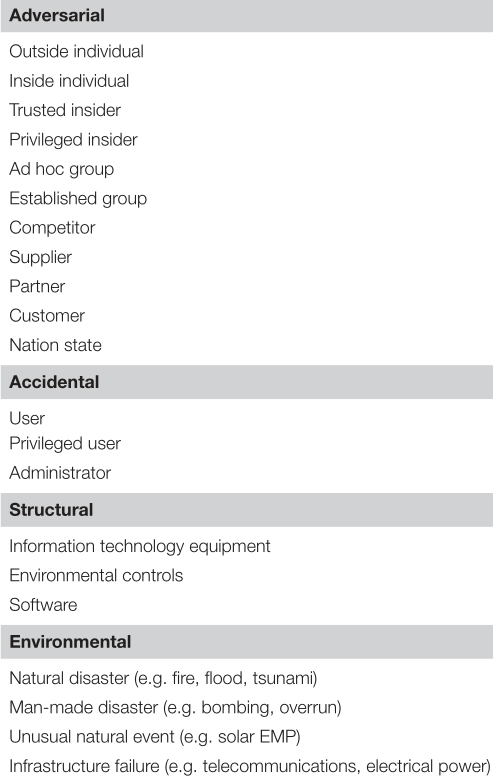 Adversarial
Outside individual
Inside individual
Trusted insider
Privileged insider
Ad hoc group
Established group
Competitor
Supplier
Partner
Customer
Nation state
Accidental
User
Privileged user
Administrator
Structural
Information technology equipment
Environmental controls
Software
Environmental
Natural disaster (e.g. fire, flood, tsunami)
Man-made disaster (e.g. bombing, overrun)
Unusual natural event (e.g. solar EMP)
Infrastructure failure (e.g. telecommunications, electrical power)